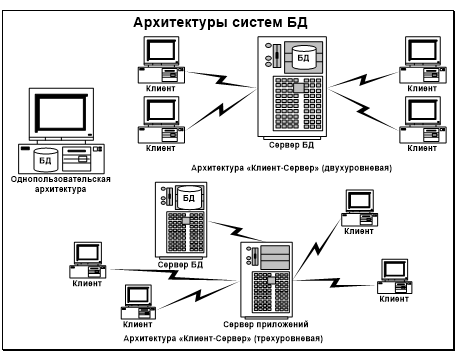 Архитектуры систем БД
БД
Клиент
Клиент
Клиент
Клиент
Сервер БД
Архитектура «Клиент-Сервер» (двухуровневая)
БД
Однопользовательская
архитектура
БД
Сервер БД
Клиент
Клиент
Клиент
Клиент
Сервер приложений
Архитектура «Клиент-Сервер» (трехуровневая)